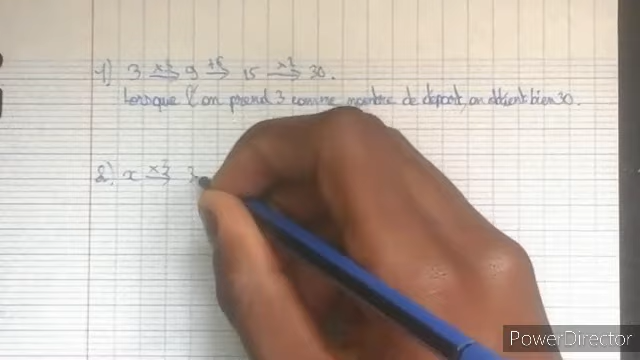 1) 3 ×3→ 9 +6→ 15 ×2→ 30.
Lorsque l'on prend 3 comme nombre de départ, on obtient bien 30.
2) x ×3→ 3
PowerDirector